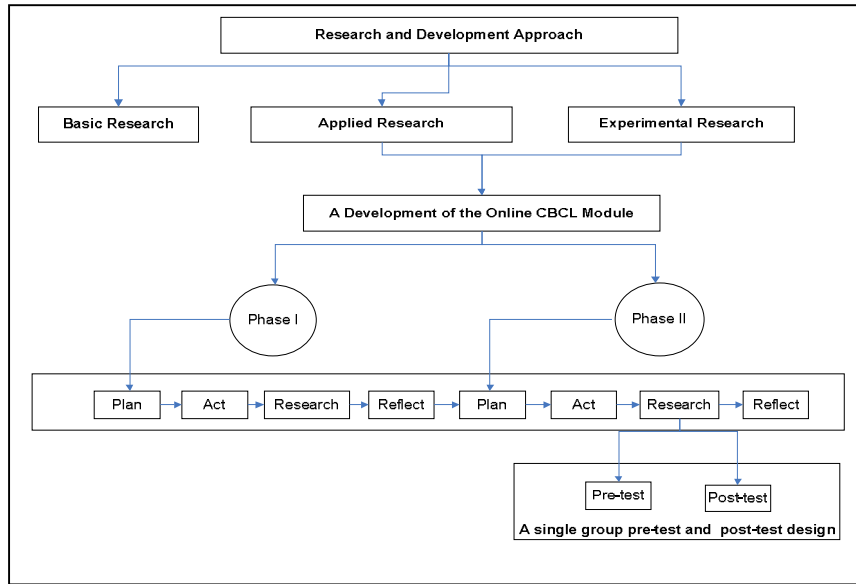 Research and Development Approach
Basic Research
Applied Research
Experimental Research
A Development of the Online CBCL Module
Phase I
Phase II
Plan
Act
Research
Reflect
Plan
Act
Research
Reflect
Pre-test
Post-test
A single group pre-test and post-test design